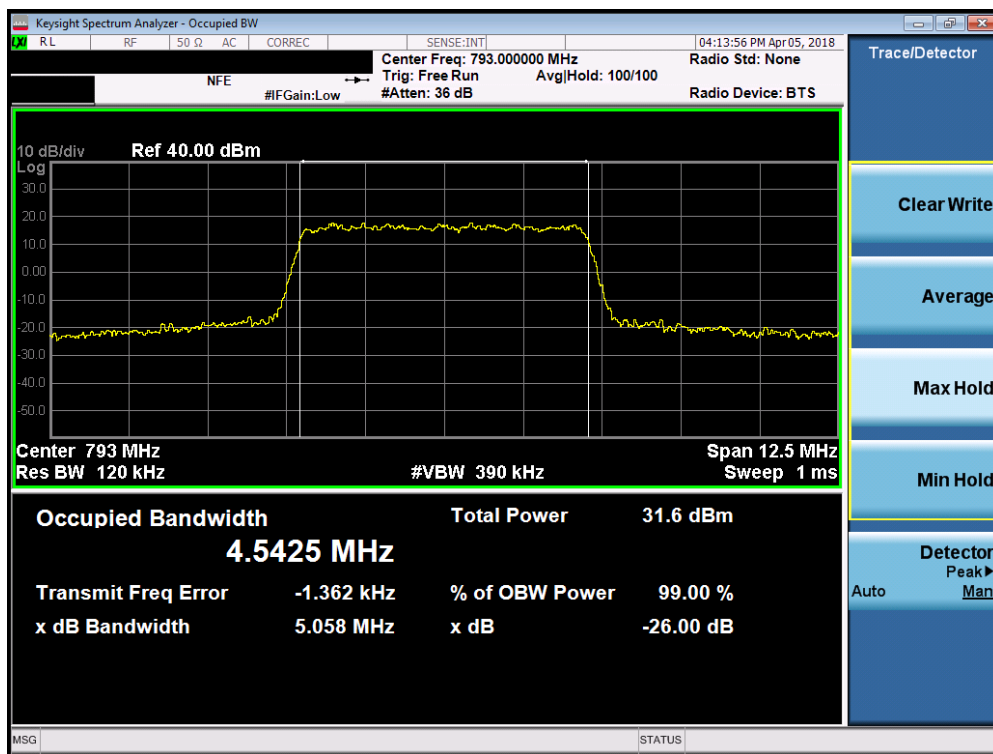 Keysight Spectrum Analyzer - Occupied BW
LXI RL RF 50 Ω AC CORREC SENSE:INT 04:13:56 PM Apr 05, 2018
Center Freq: 793.000000 MHz Radio Std: None
NFE Trig: Free Run Avg|Hold: 100/100
#IFGain:Low #Atten: 36 dB Radio Device: BTS
10 dB/div Ref 40.00 dBm
Log
30.0
20.0
10.0
0.00
-10.0
-20.0
-30.0
-40.0
-50.0
Center 793 MHz Span 12.5 MHz
Res BW 120 kHz #VBW 390 kHz Sweep 1 ms
Occupied Bandwidth Total Power 31.6 dBm
4.5425 MHz
Transmit Freq Error -1.362 kHz % of OBW Power 99.00 %
x dB Bandwidth 5.058 MHz x dB -26.00 dB
MSG STATUS
Trace/Detector
Clear Write
Average
Max Hold
Min Hold
Detector
Peak▶
Auto Man